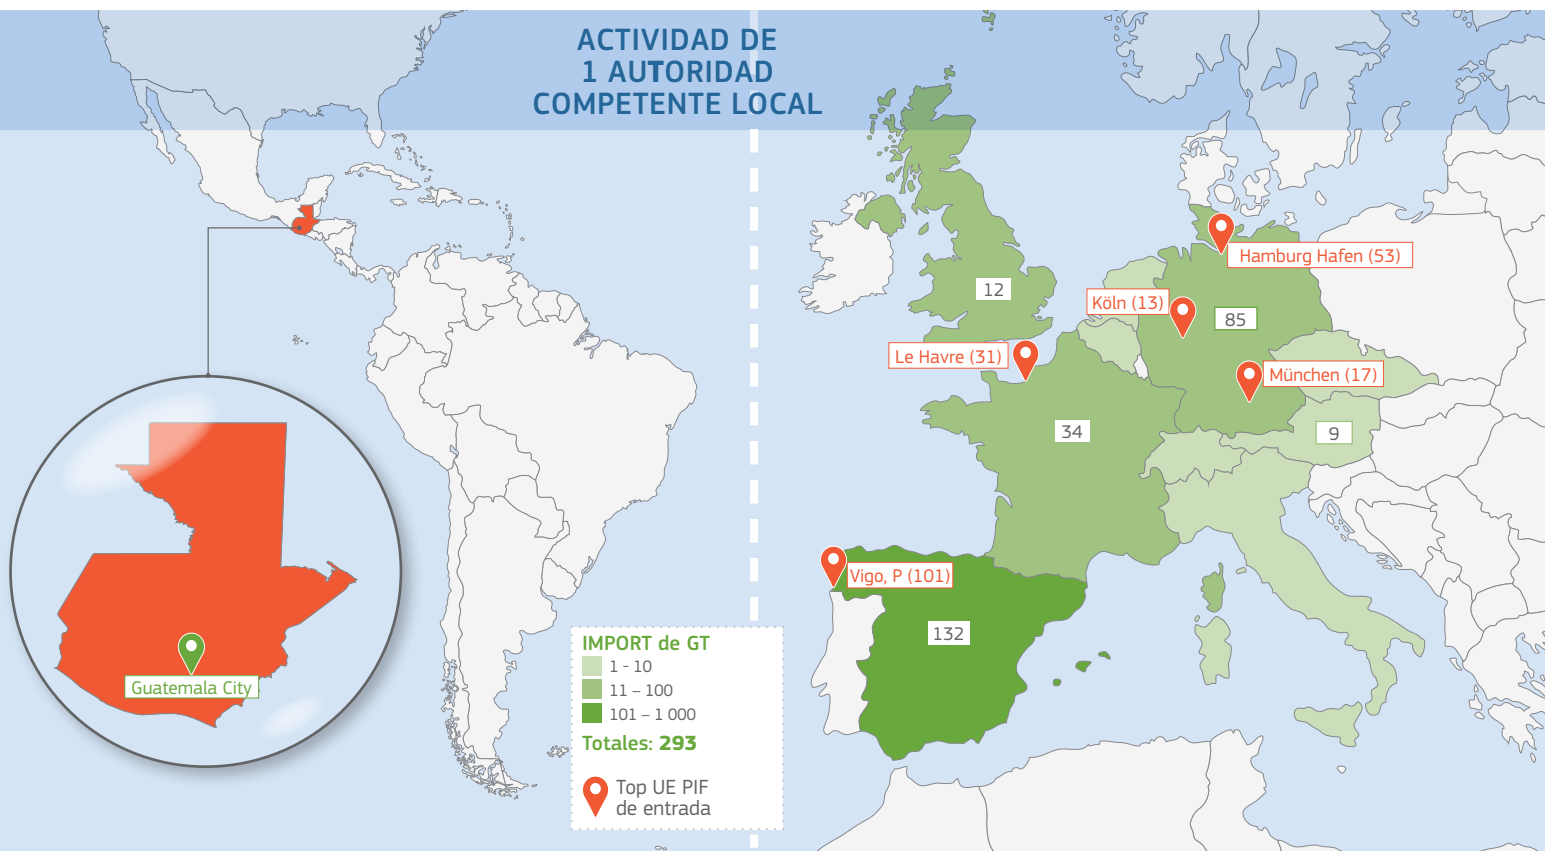 ACTIVIDAD DE
1 AUTORIDAD
COMPETENTE LOCAL
Hamburg Hafen (53)
12
Köln (13)
85
Le Havre (31)
München (17)
34
9
Vigo, P (101)
132
Guatemala City
IMPORT de GT
1 - 10
11 – 100
101 – 1 000
Totales: 293
Top UE PIF
de entrada